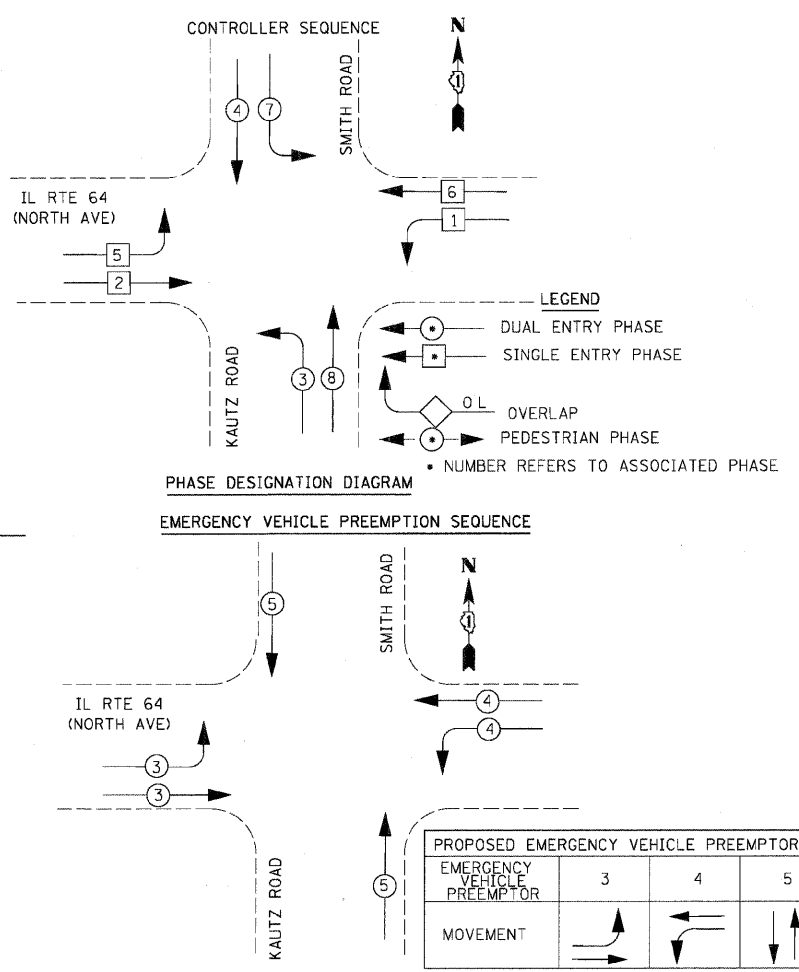 CONTROLLER SEQUENCE
N
1
4
7
SMITH ROAD
IL RTE 64
(NORTH AVE)
6
1
5
2
3
8
KAUTZ ROAD
LEGEND
* DUAL ENTRY PHASE
* SINGLE ENTRY PHASE
O L OVERLAP
* PEDESTRIAN PHASE
* NUMBER REFERS TO ASSOCIATED PHASE
PHASE DESIGNATION DIAGRAM
EMERGENCY VEHICLE PREEMPTION SEQUENCE
5
SMITH ROAD
N
1
IL RTE 64
(NORTH AVE)
4
4
3
3
5
KAUTZ ROAD
PROPOSED EMERGENCY VEHICLE PREEMPTOR
EMERGENCY
VEHICLE
PREEMPTOR
3
4
5
MOVEMENT